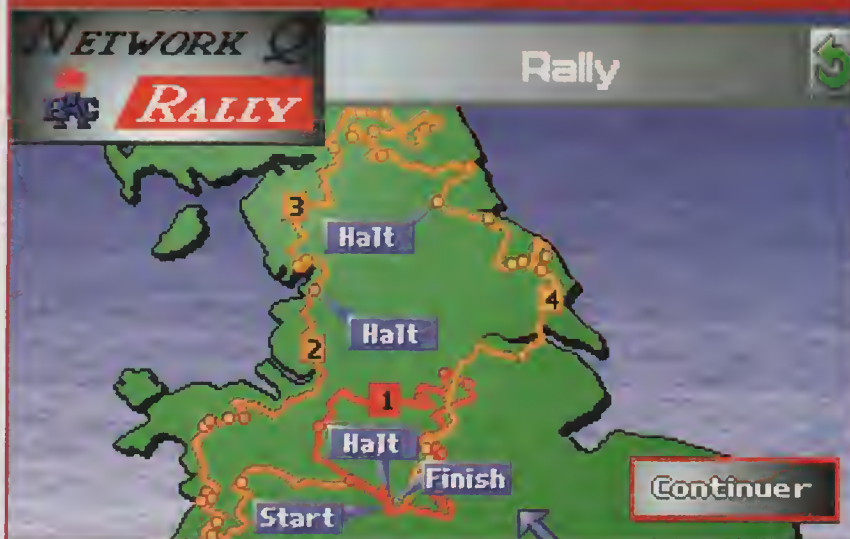 NETWORK Q
RAC RALLY
Rally
3
Halt
4
Halt
2
1
Halt
Finish
Start
Continuer